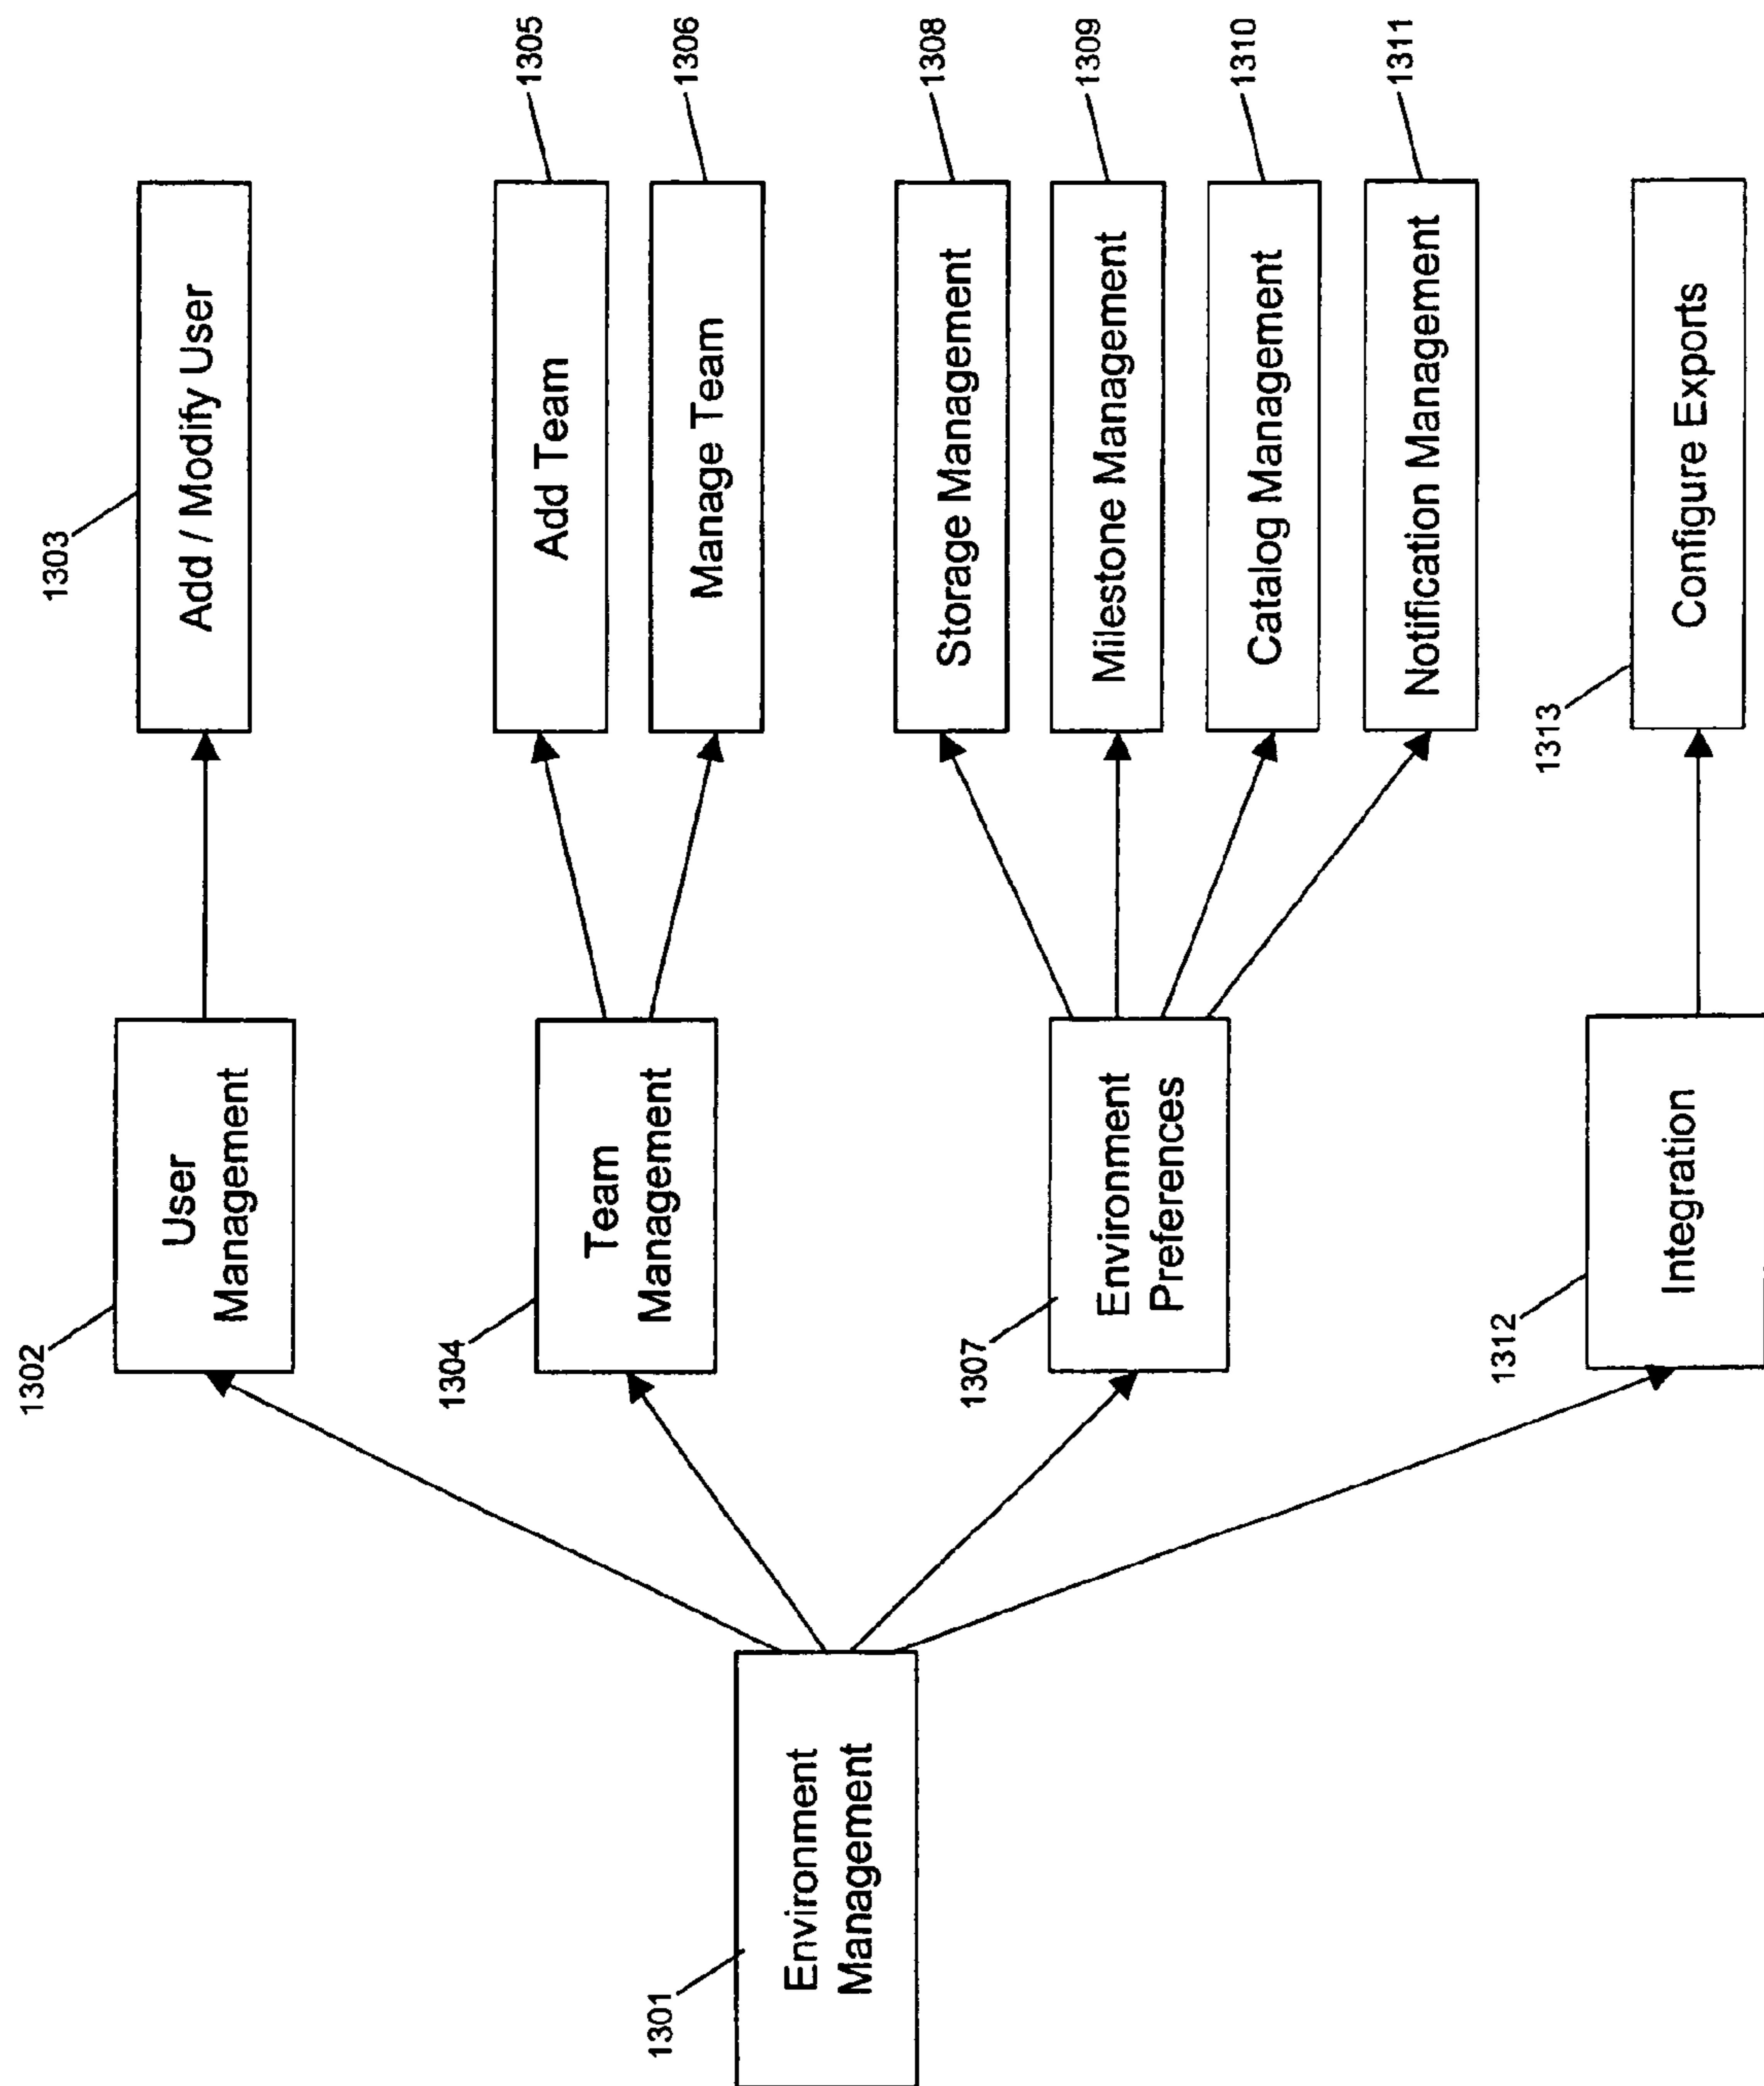 1301
Environment
Management
1302
User
Management
1303
Add / Modify User
1304
Team
Management
1305
Add Team
1306
Manage Team
1307
Environment
Preferences
1308
Storage Management
1309
Milestone Management
1310
Catalog Management
1311
Notification Management
1312
Integration
1313
Configure Exports